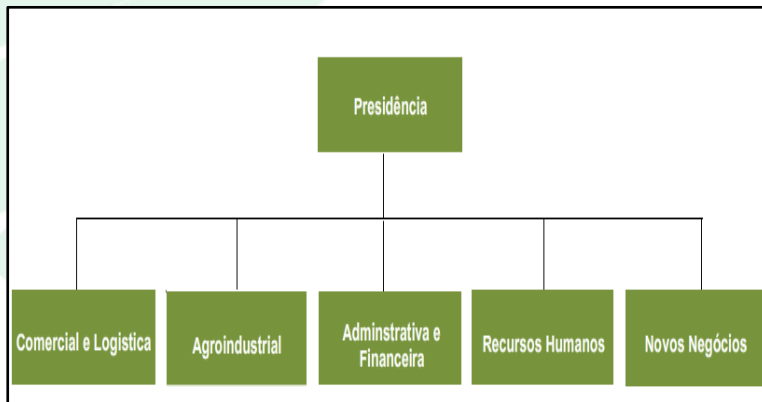 Presidência
Comercial e Logistica
Agroindustrial
Adminstrativa e
Financeira
Recursos Humanos
Novos Negócios